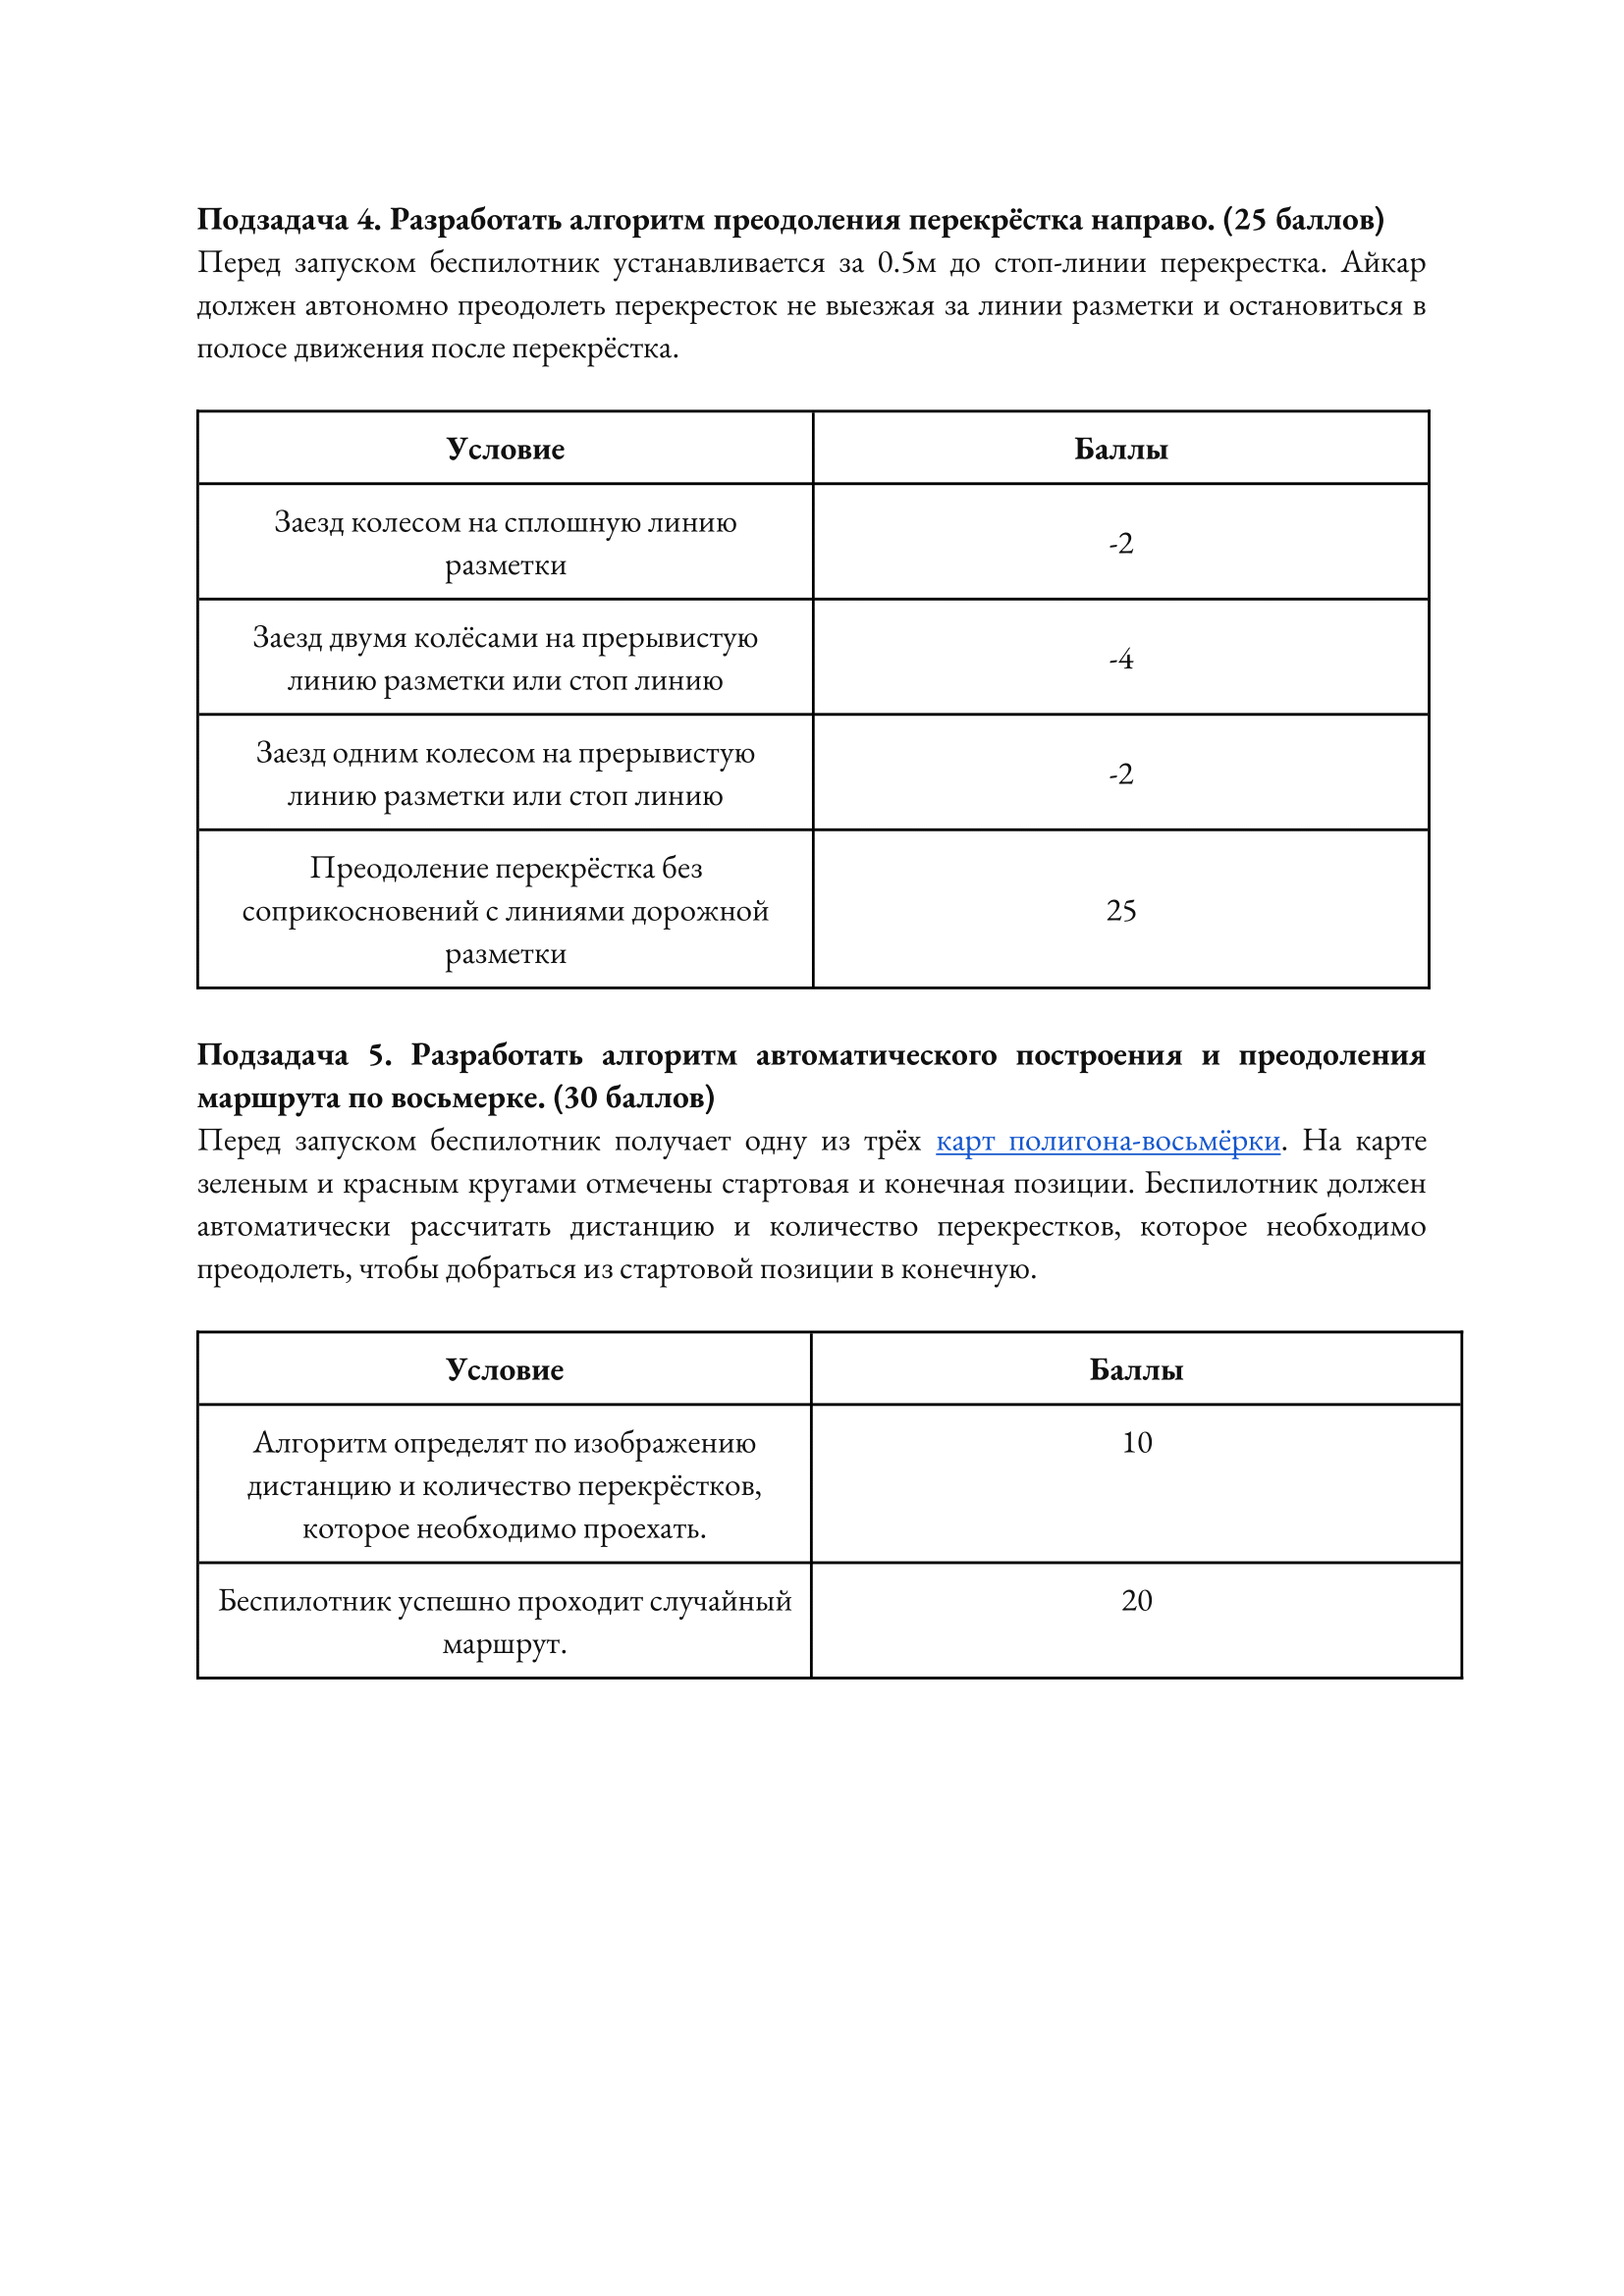 Подзадача 4. Разработать алгоритм преодоления перекрёстка направо. (25 баллов)
Перед запуском беспилотник устанавливается за 0.5м до стоп-линии перекрестка. Айкар
должен автономно преодолеть перекресток не выезжая за линии разметки и остановиться в
полосе движения после перекрёстка.
Условие
Баллы
Заезд колесом на сплошную линию
разметки
-2
Заезд двумя колёсами на прерывистую
линию разметки или стоп линию
-4
Заезд одним колесом на прерывистую
линию разметки или стоп линию
-2
Преодоление перекрёстка без
соприкосновений с линиями дорожной
разметки
25
Подзадача 5. Разработать алгоритм автоматического построения и преодоления
маршрута по восьмерке. (30 баллов)
Перед запуском беспилотник получает одну из трёх карт полигона-восьмёрки. На карте
зеленым и красным кругами отмечены стартовая и конечная позиции. Беспилотник должен
автоматически рассчитать дистанцию и количество перекрестков, которое необходимо
преодолеть, чтобы добраться из стартовой позиции в конечную.
Условие
Баллы
Алгоритм определят по изображению
дистанцию и количество перекрёстков,
которое необходимо проехать.
10
Беспилотник успешно проходит случайный
маршрут.
20